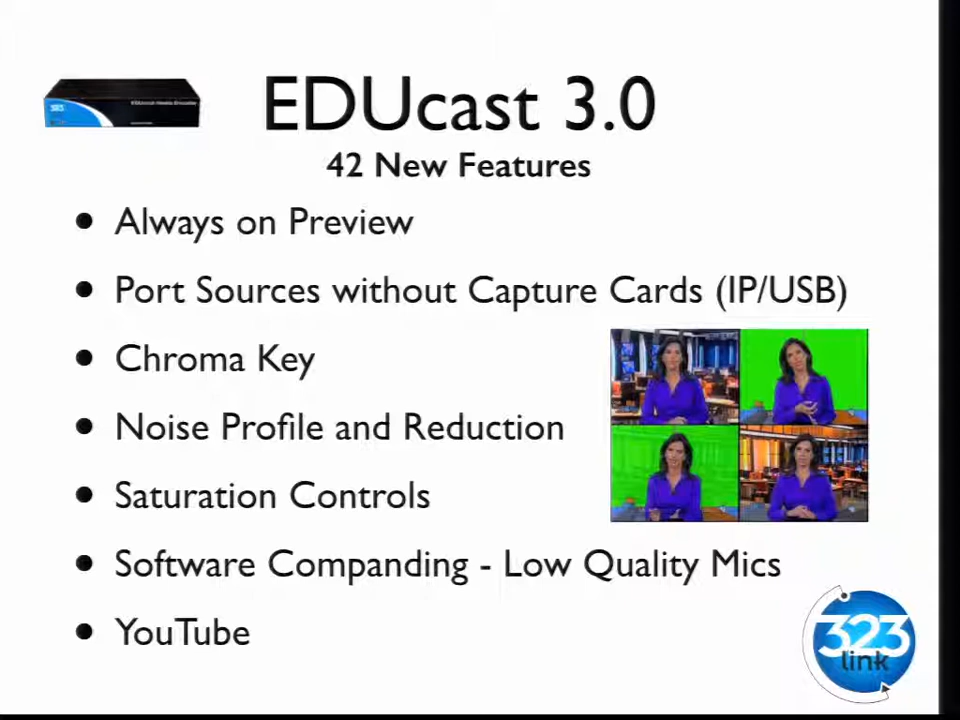 EDUcast 3.0
42 New Features
• Always on Preview
• Port Sources without Capture Cards (IP/USB)
• Chroma Key
• Noise Profile and Reduction
• Saturation Controls
• Software Companding - Low Quality Mics
• YouTube
323
link